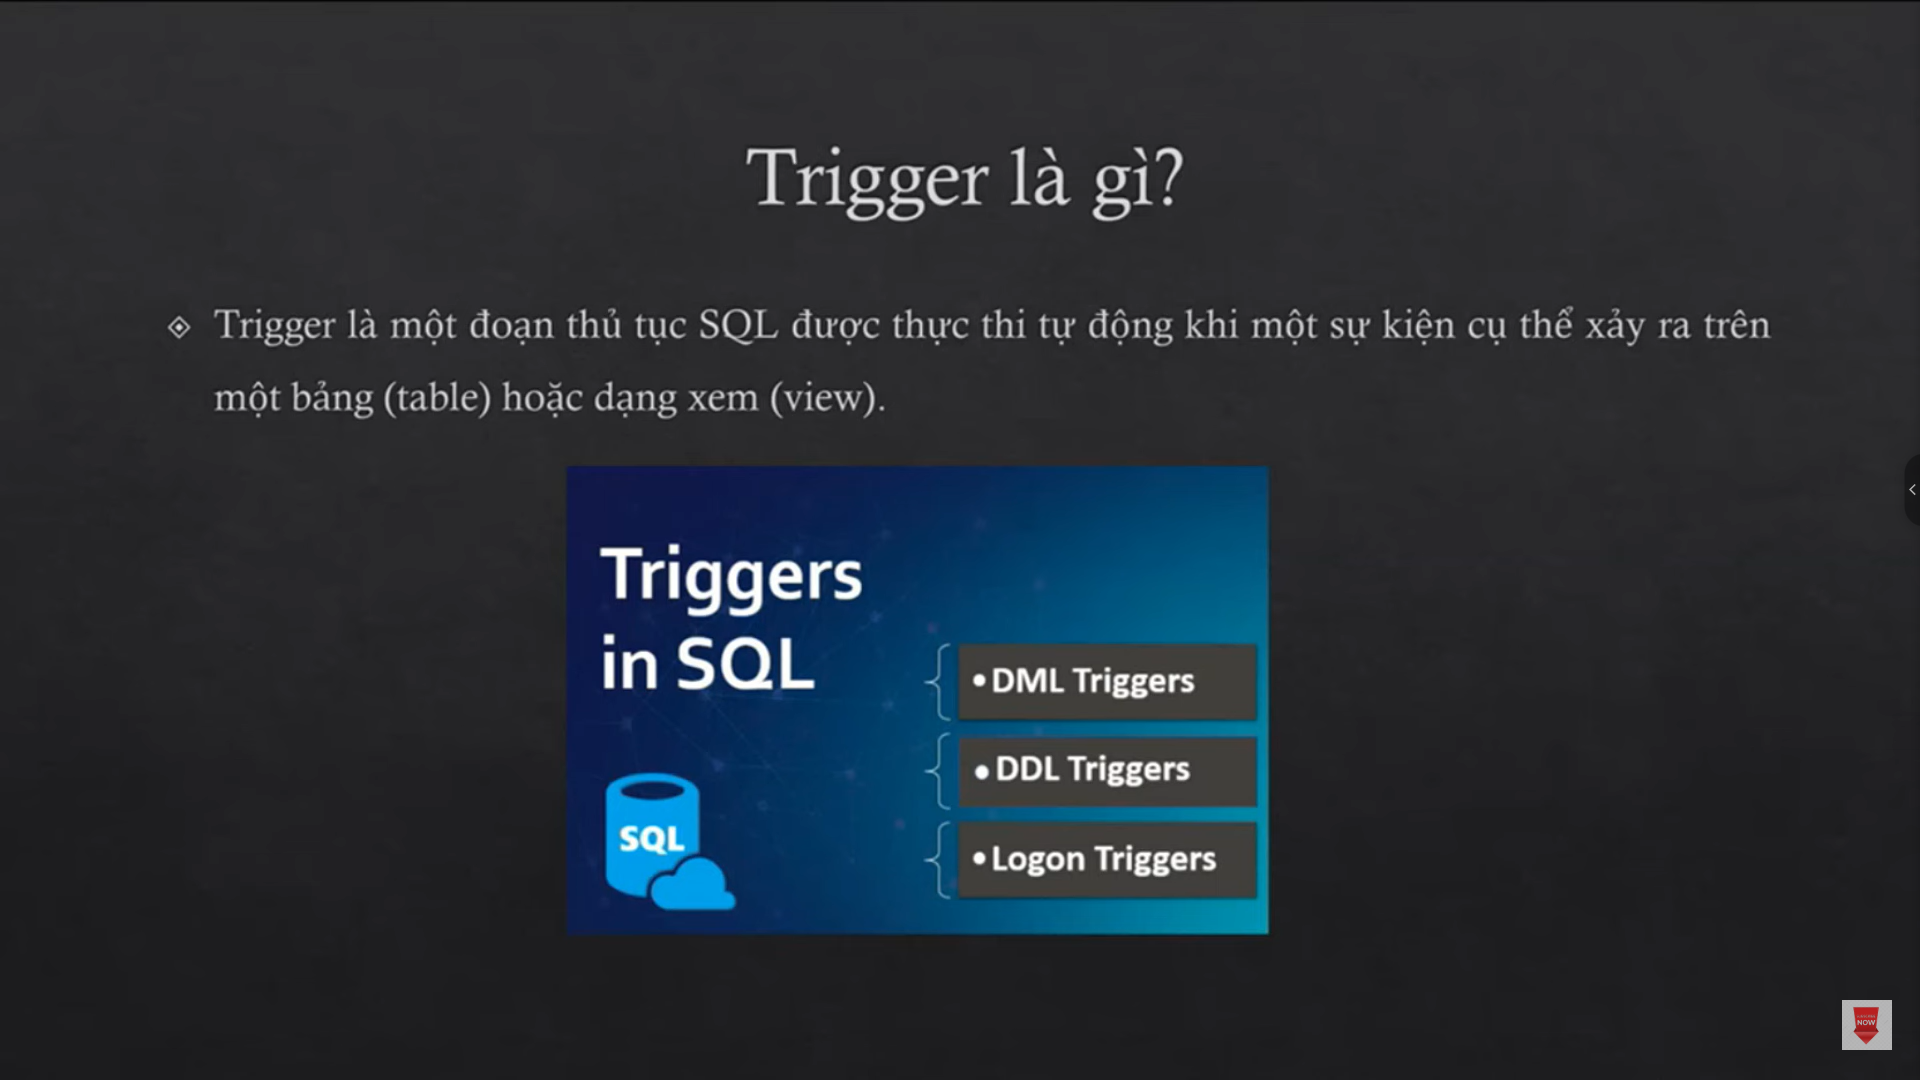 Trigger là gì?
Trigger là một đoạn thủ tục SQL được thực thi tự động khi một sự kiện cụ thể xảy ra trên
một bảng (table) hoặc dạng xem (view).
Triggers
in SQL
• DML Triggers
• DDL Triggers
• Logon Triggers
SQL
NOW